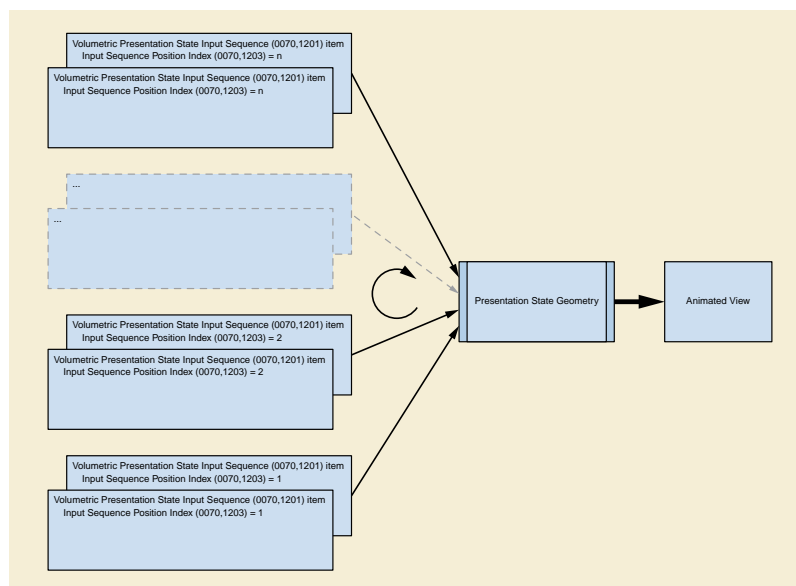 Volumetric Presentation State Input Sequence (0070,1201) item
Input Sequence Position Index (0070,1203) = n
Volumetric Presentation State Input Sequence (0070,1201) item
Input Sequence Position Index (0070,1203) = n
...
...
Presentation State Geometry
Animated View
Volumetric Presentation State Input Sequence (0070,1201) item
Input Sequence Position Index (0070,1203) = 2
Volumetric Presentation State Input Sequence (0070,1201) item
Input Sequence Position Index (0070,1203) = 2
Volumetric Presentation State Input Sequence (0070,1201) item
Input Sequence Position Index (0070,1203) = 1
Volumetric Presentation State Input Sequence (0070,1201) item
Input Sequence Position Index (0070,1203) = 1